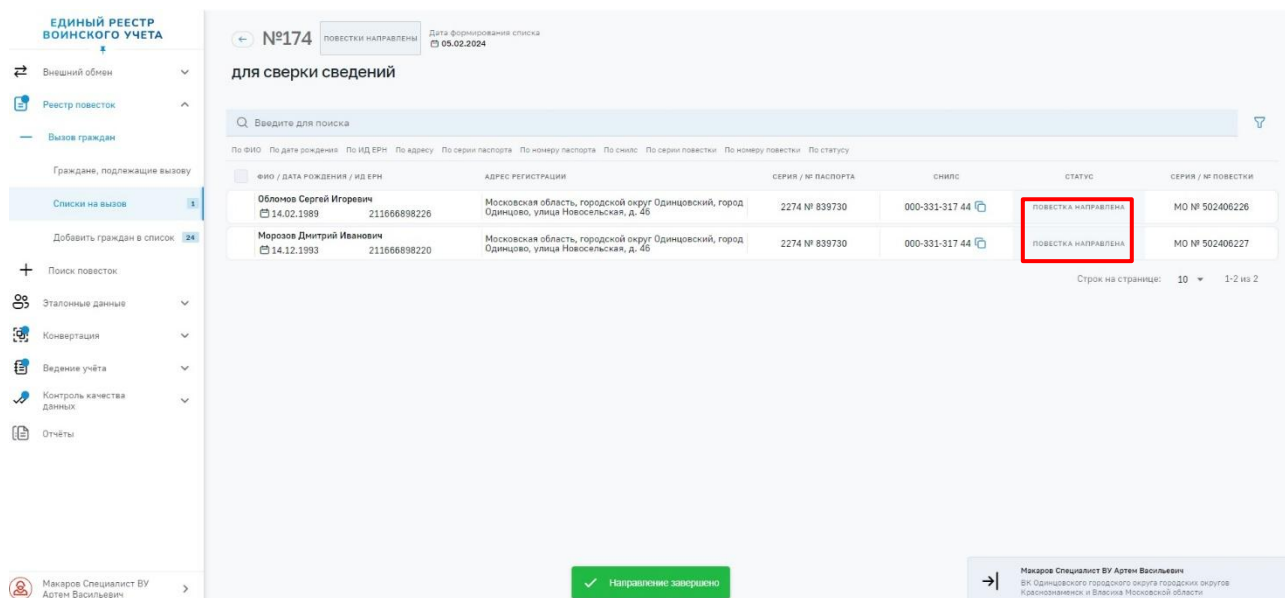 ЕДИНЫЙ РЕЕСТР
ВОИНСКОГО УЧЕТА
Внешний обмен
Реестр повесток
Вызов граждан
Граждане, подлежащие вызову
Списки на вызов 1
Добавить граждан в список 24
Поиск повесток
Эталонные данные
Конвертация
Ведение учёта
Контроль качества
данных
Отчёты
Макаров Специалист ВУ
Артем Васильевич
№174 ПОВЕСТКИ НАПРАВЛЕНЫ
Дата формирования списка
05.02.2024
для сверки сведений
Введите для поиска
По ФИО По дате рождения По ИД ЕРН По адресу По серии паспорта По номеру паспорта По снилс По серии повестки По номеру повестки По статусу
ФИО / ДАТА РОЖДЕНИЯ / ИД ЕРН АДРЕС РЕГИСТРАЦИИ СЕРИЯ / № ПАСПОРТА СНИЛС СТАТУС СЕРИЯ / № ПОВЕСТКИ
Обломов Сергей Игоревич
14.02.1989 211666898226
Московская область, городской округ Одинцовский, город
Одинцово, улица Новосельская, д. 46
2274 № 839730 000-331-317 44 ПОВЕСТКА НАПРАВЛЕНА МО № 502406226
Морозов Дмитрий Иванович
14.12.1993 211666898220
Московская область, городской округ Одинцовский, город
Одинцово, улица Новосельская, д. 46
2274 № 839730 000-331-317 44 ПОВЕСТКА НАПРАВЛЕНА МО № 502406227
Строк на странице: 10 1-2 из 2
Направление завершено
Макаров Специалист ВУ Артем Васильевич
ВК Одинцовского городского округа городских округов
Краснознаменск и Власиха Московской области